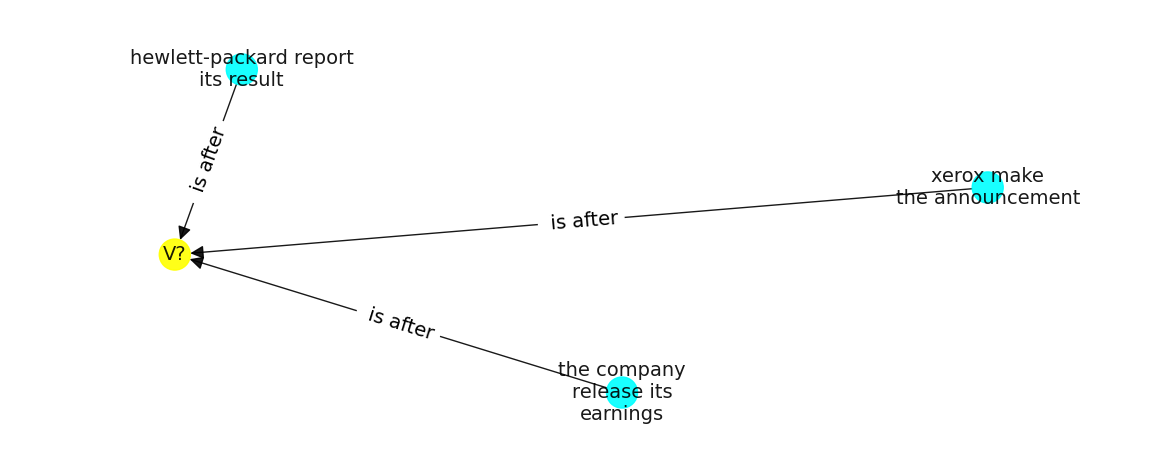 hewlett-packard report
its result
is after
xerox make
the announcement
is after
V?
is after
the company
release its
earnings